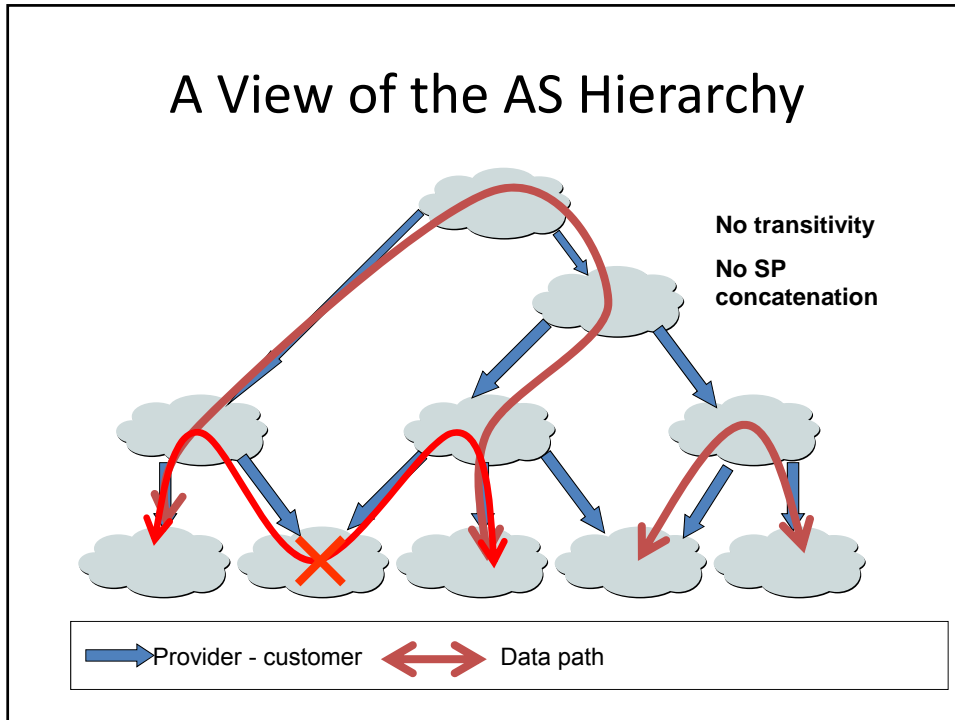 A View of the AS Hierarchy
No transitivity
No SP
concatenation
Provider - customer
Data path